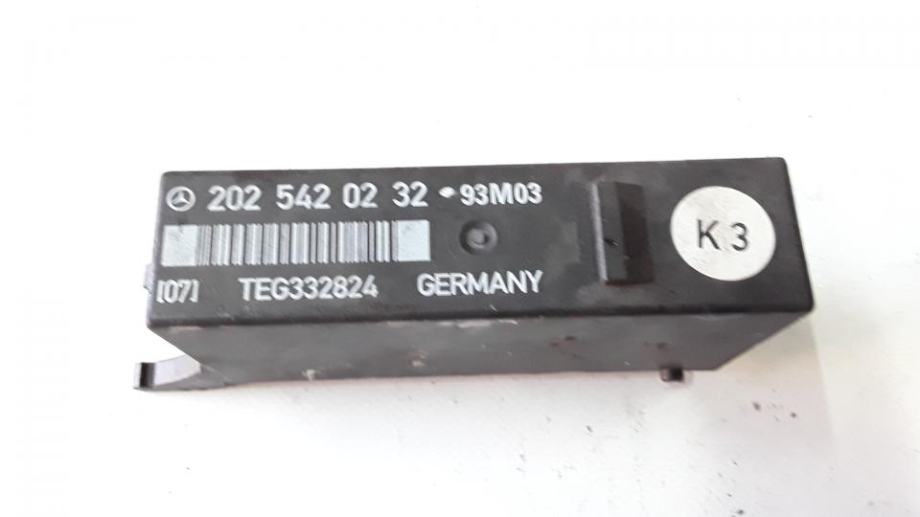 202 542 02 32 93M03
K3
[07] TEG332824 GERMANY